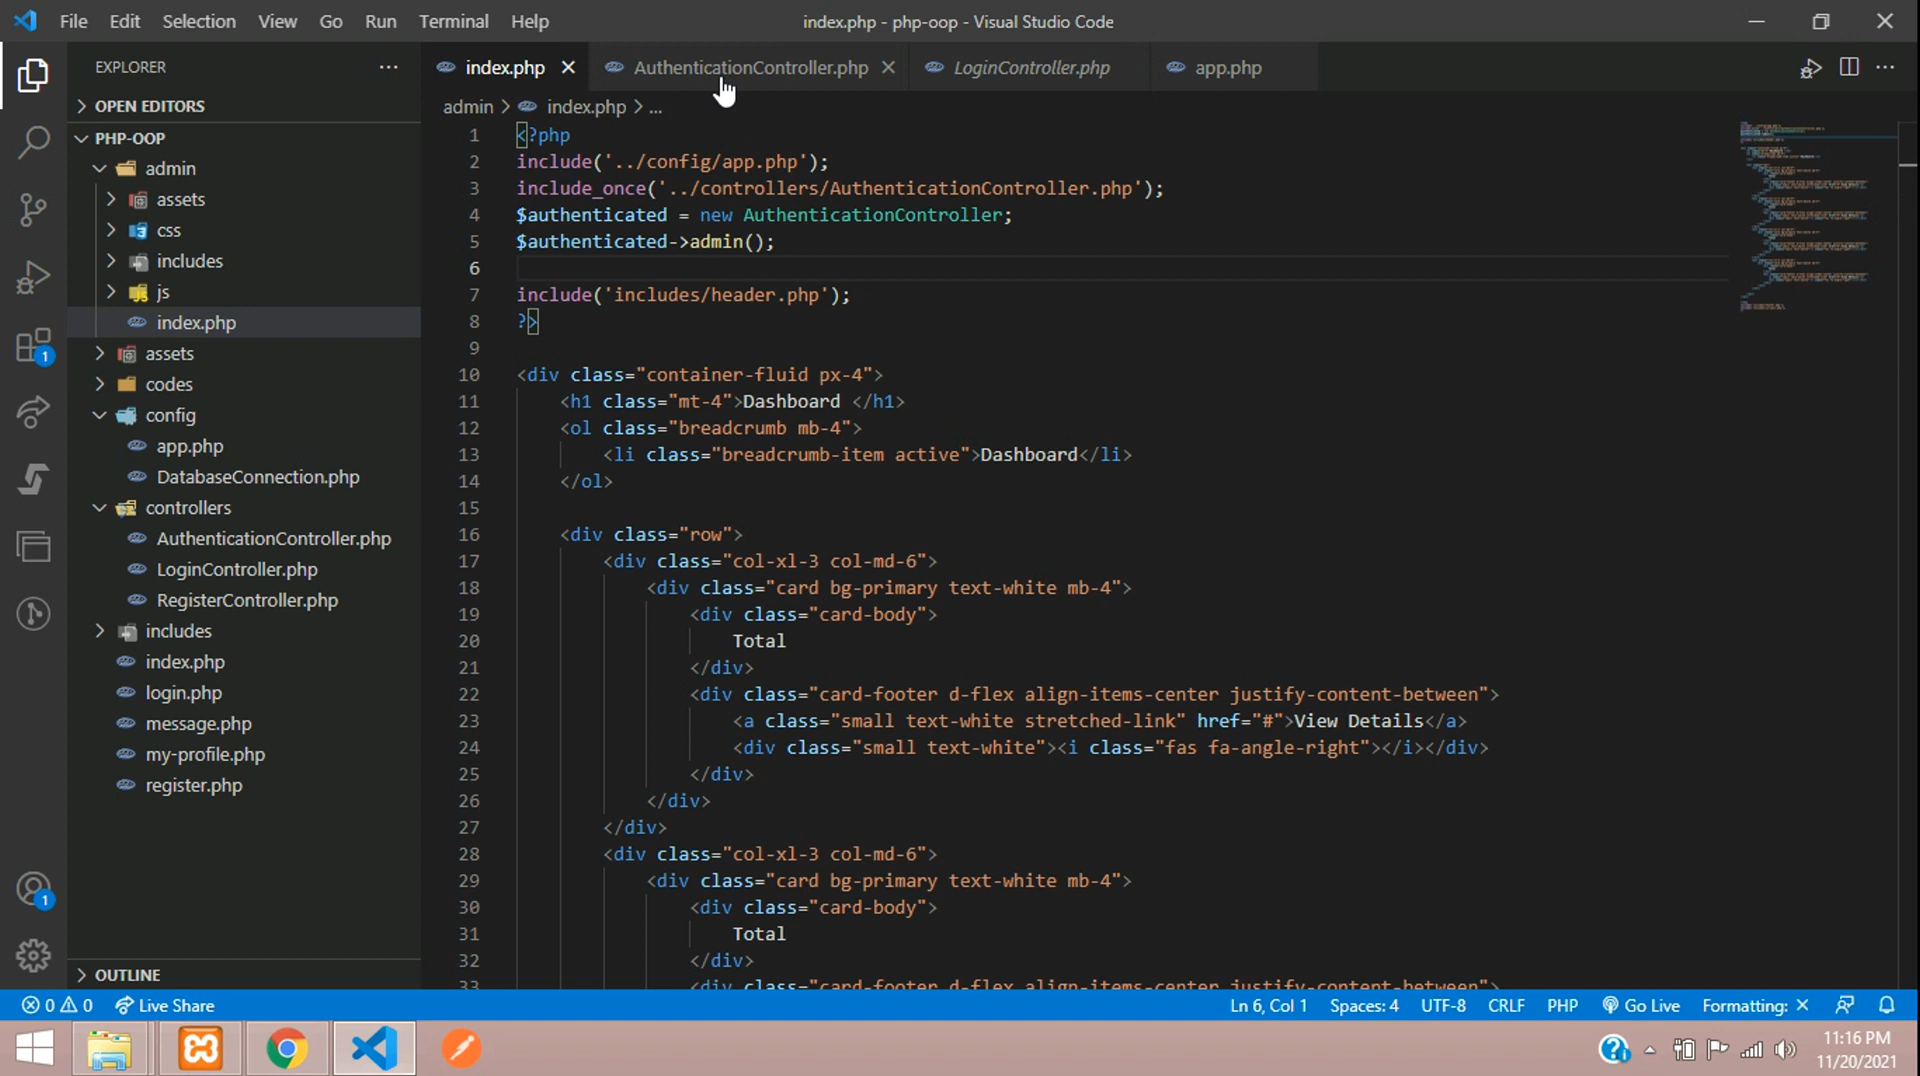 File Edit Selection View Go Run Terminal Help
index.php - php-oop - Visual Studio Code
EXPLORER
OPEN EDITORS
PHP-OOP
admin
assets
css
includes
js
index.php
assets
codes
config
app.php
DatabaseConnection.php
controllers
AuthenticationController.php
LoginController.php
RegisterController.php
includes
index.php
login.php
message.php
my-profile.php
register.php
OUTLINE
index.php AuthenticationController.php LoginController.php app.php
admin > index.php > ...
1 <?php
2 include('../config/app.php');
3 include_once('../controllers/AuthenticationController.php');
4 $authenticated = new AuthenticationController;
5 $authenticated->admin();
6
7 include('includes/header.php');
8 ?>
9
10 <div class="container-fluid px-4">
11 <h1 class="mt-4">Dashboard </h1>
12 <ol class="breadcrumb mb-4">
13 <li class="breadcrumb-item active">Dashboard</li>
14 </ol>
15
16 <div class="row">
17 <div class="col-xl-3 col-md-6">
18 <div class="card bg-primary text-white mb-4">
19 <div class="card-body">
20 Total
21 </div>
22 <div class="card-footer d-flex align-items-center justify-content-between">
23 <a class="small text-white stretched-link" href="#">View Details</a>
24 <div class="small text-white"><i class="fas fa-angle-right"></i></div>
25 </div>
26 </div>
27 </div>
28 <div class="col-xl-3 col-md-6">
29 <div class="card bg-primary text-white mb-4">
30 <div class="card-body">
31 Total
32 </div>
33 <div class="card-footer d-flex align-items-center justify-content-between">
0 0 Live Share
Ln 6, Col 1 Spaces: 4 UTF-8 CRLF PHP Go Live Formatting: ×
11:16 PM
11/20/2021